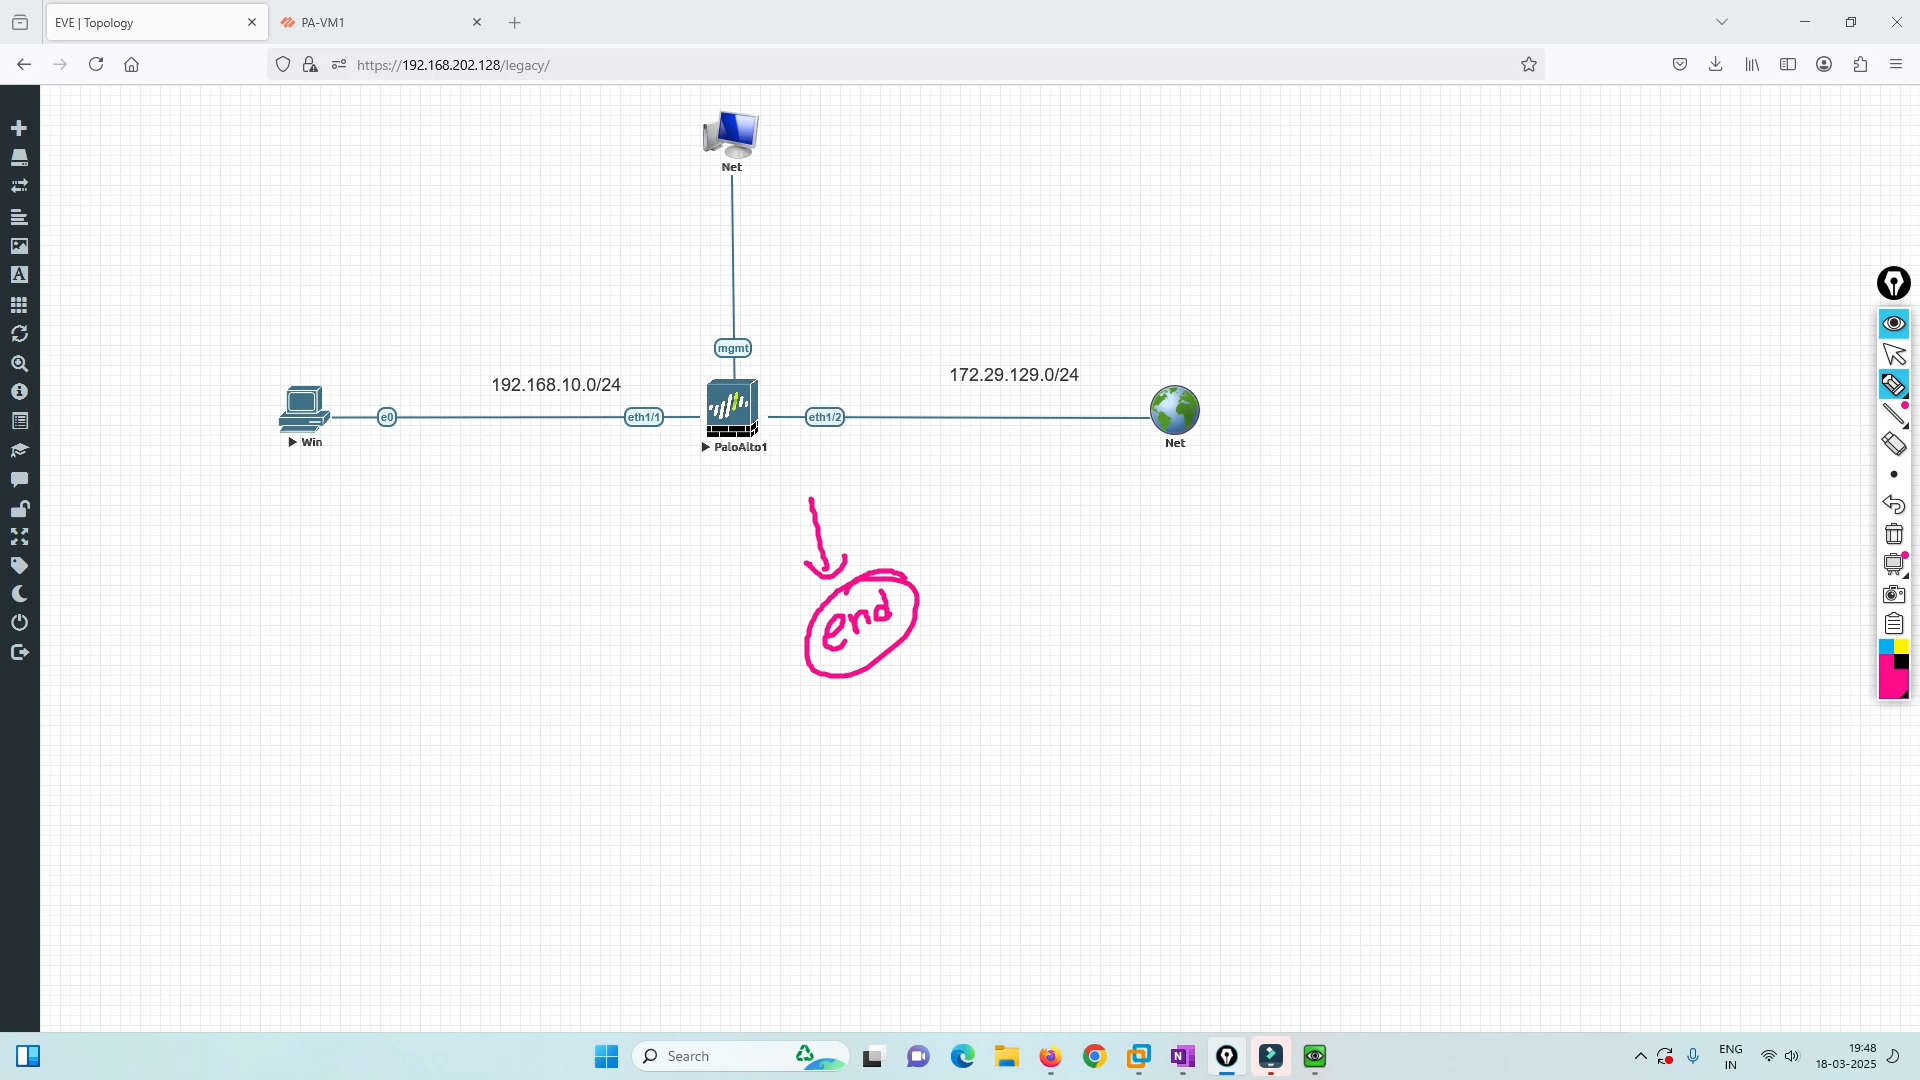 EVE | Topology
PA-VM1
https://192.168.202.128/legacy/
Net
mgmt
192.168.10.0/24
172.29.129.0/24
e0
eth1/1
eth1/2
Win
PaloAlto1
Net
end
Search
ENG
IN
19:48
18-03-2025